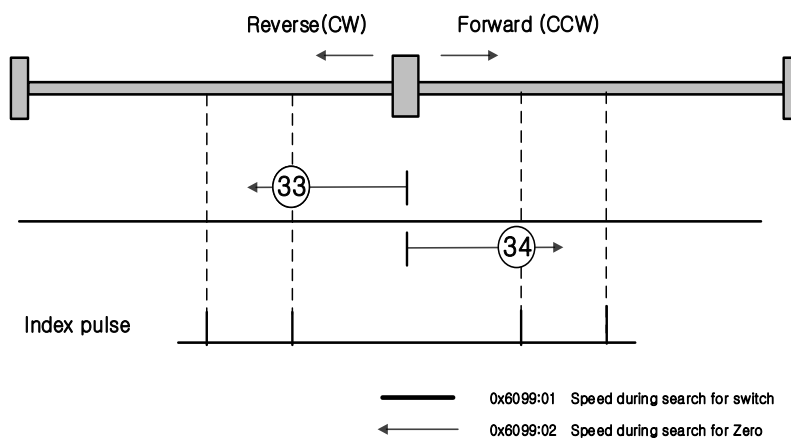 Reverse(CW) Forward (CCW)
33
34
Index pulse
0x6099:01 Speed during search for switch
0x6099:02 Speed during search for Zero